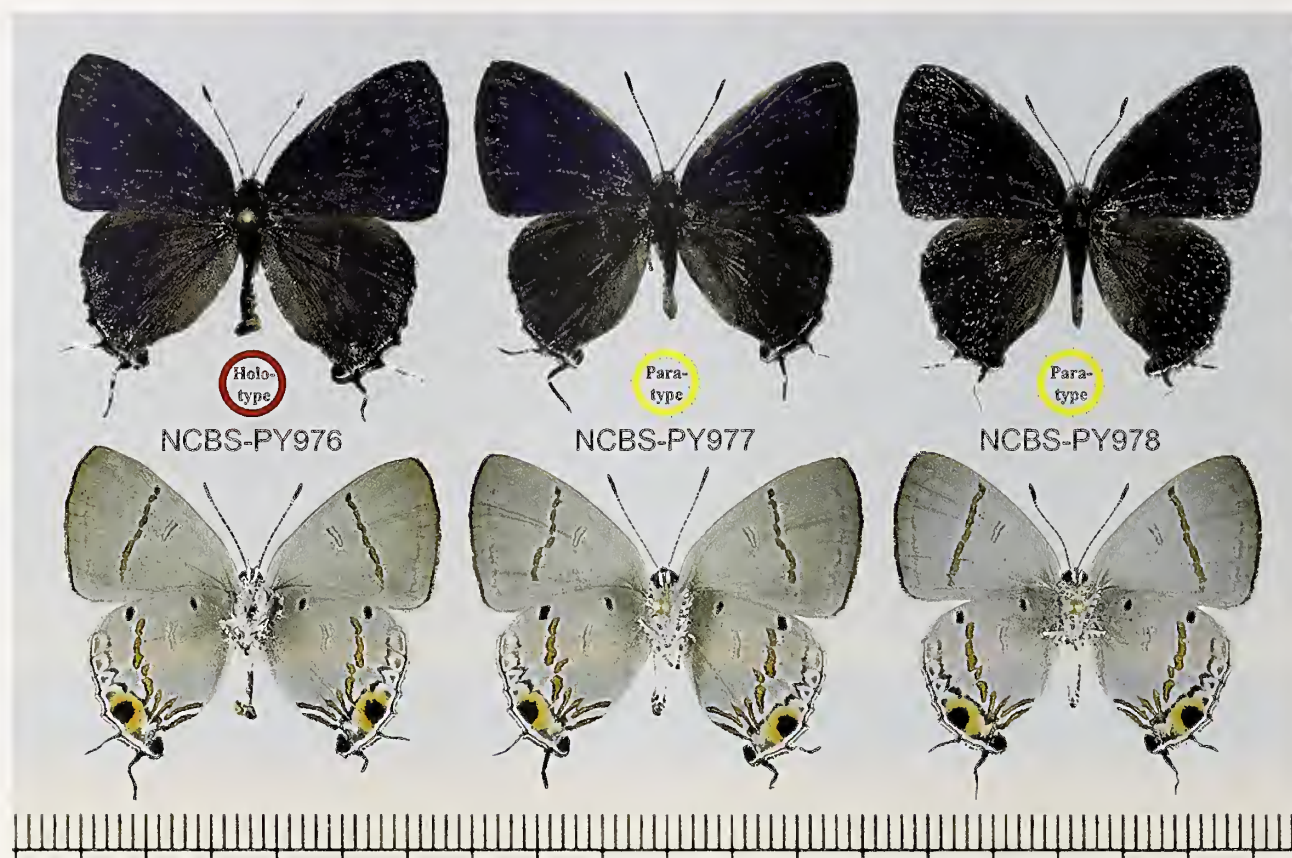 Holo-
type
Para-
type
Para-
type
NCBS-PY976
NCBS-PY977
NCBS-PY978